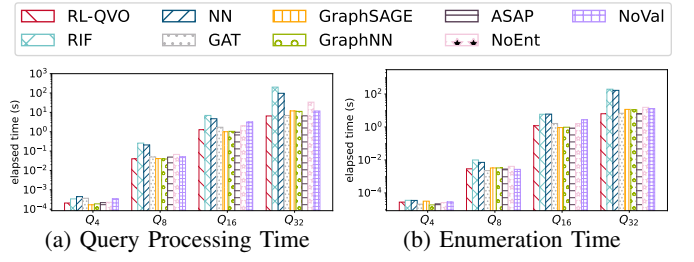 RL-QVO NN GraphSAGE ASAP NoVal
RIF GAT GraphNN NoEnt
elapsed time (s)
10³
10²
10¹
10⁰
10⁻¹
10⁻²
10⁻³
10⁻⁴
Q₄ Q₈ Q₁₆ Q₃₂
(a) Query Processing Time
elapsed time (s)
10²
10⁰
10⁻²
10⁻⁴
Q₄ Q₈ Q₁₆ Q₃₂
(b) Enumeration Time